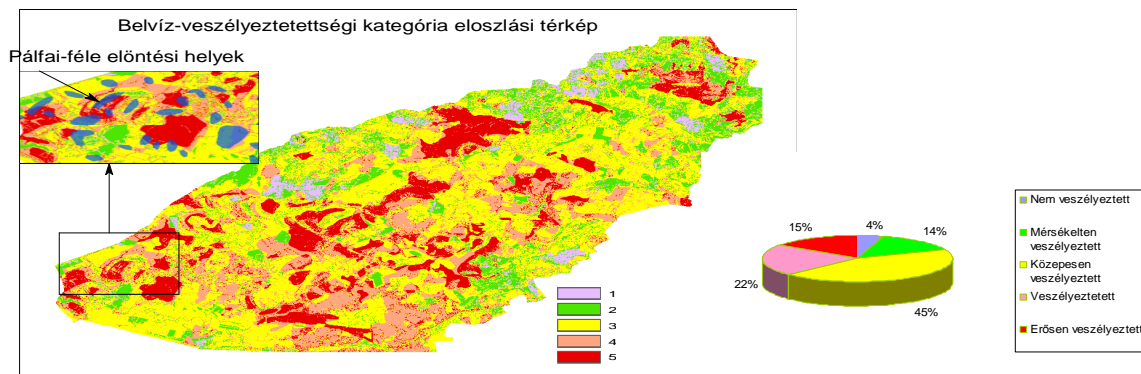 Belvíz-veszélyeztetettségi kategória eloszlási térkép
Pálfai-féle elöntési helyek
1
2
3
4
5
15%
4%
14%
22%
45%
Nem veszélyeztett
Mérsékelten
veszélyeztett
Közepesen
veszélyeztett
Veszélyeztetett
Erősen veszélyeztett